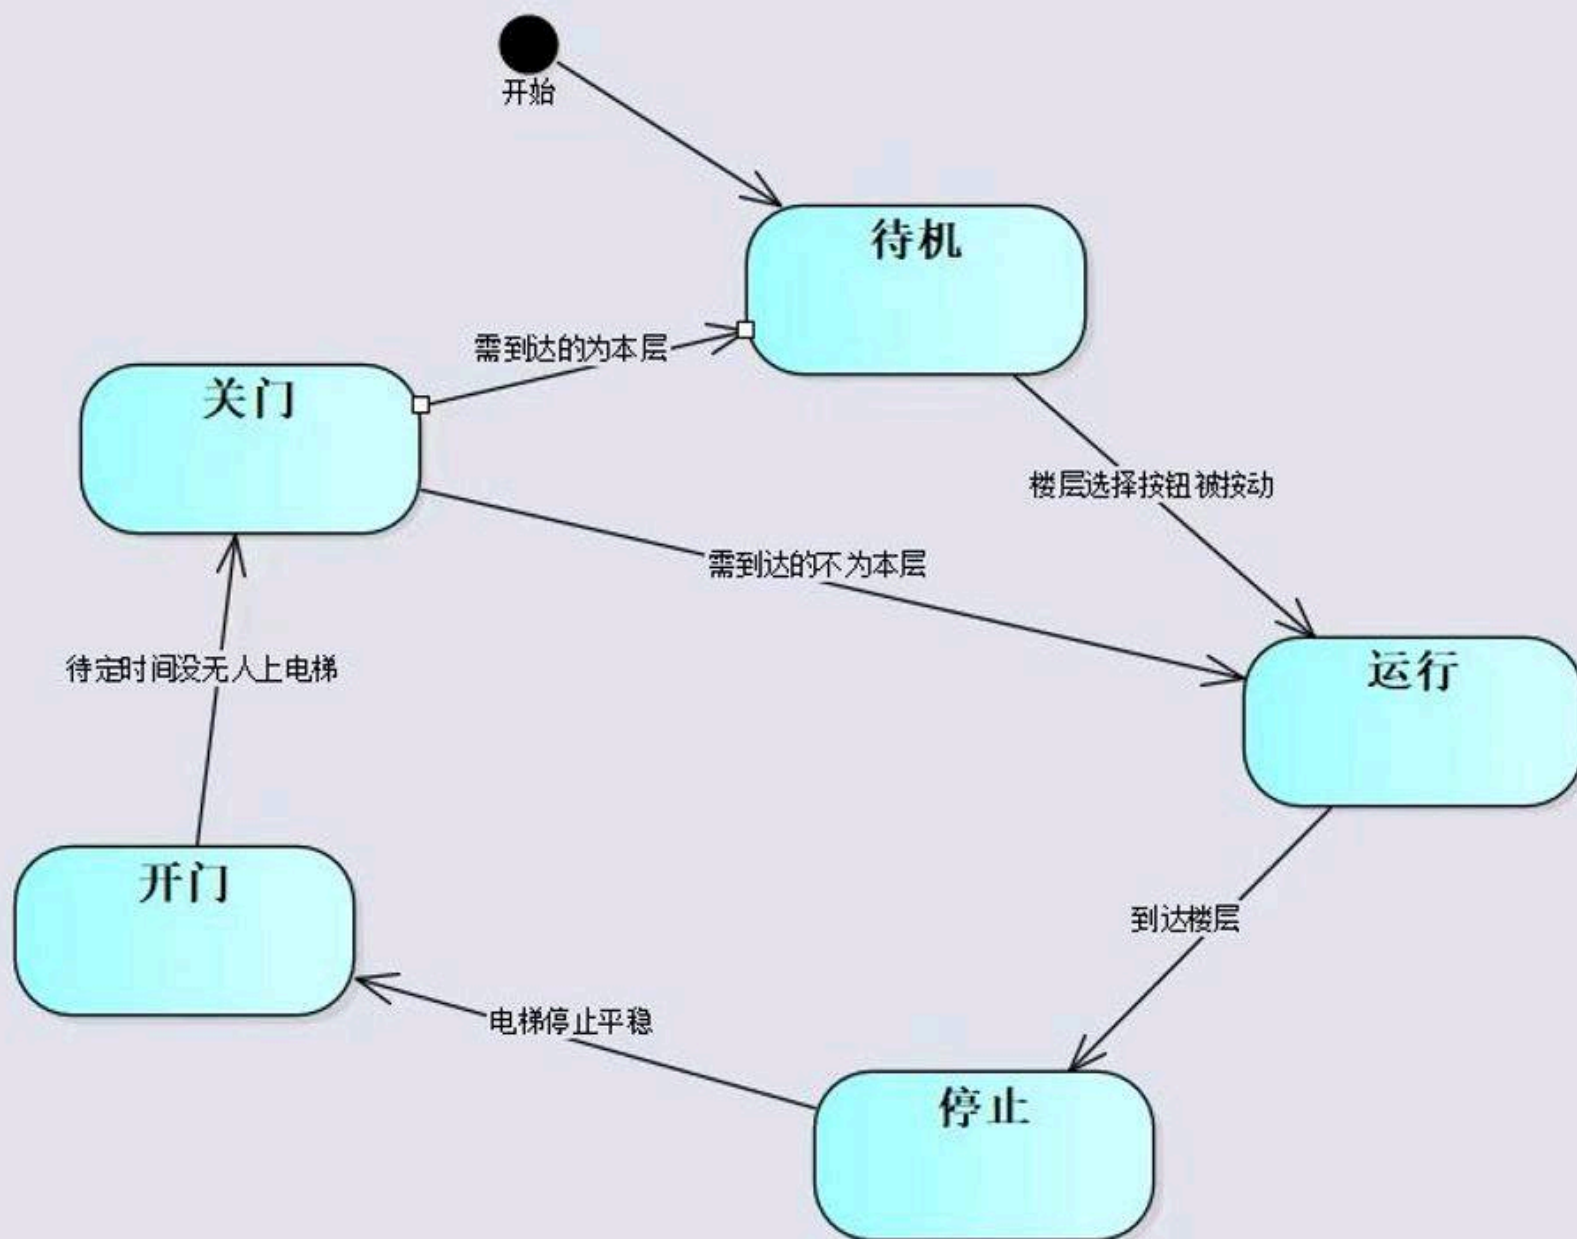 开始
待机
需到达的为本层
关门
楼层选择按钮被按动
需到达的不为本层
待定时间没无人上电梯
运行
开门
到达楼层
电梯停止平稳
停止